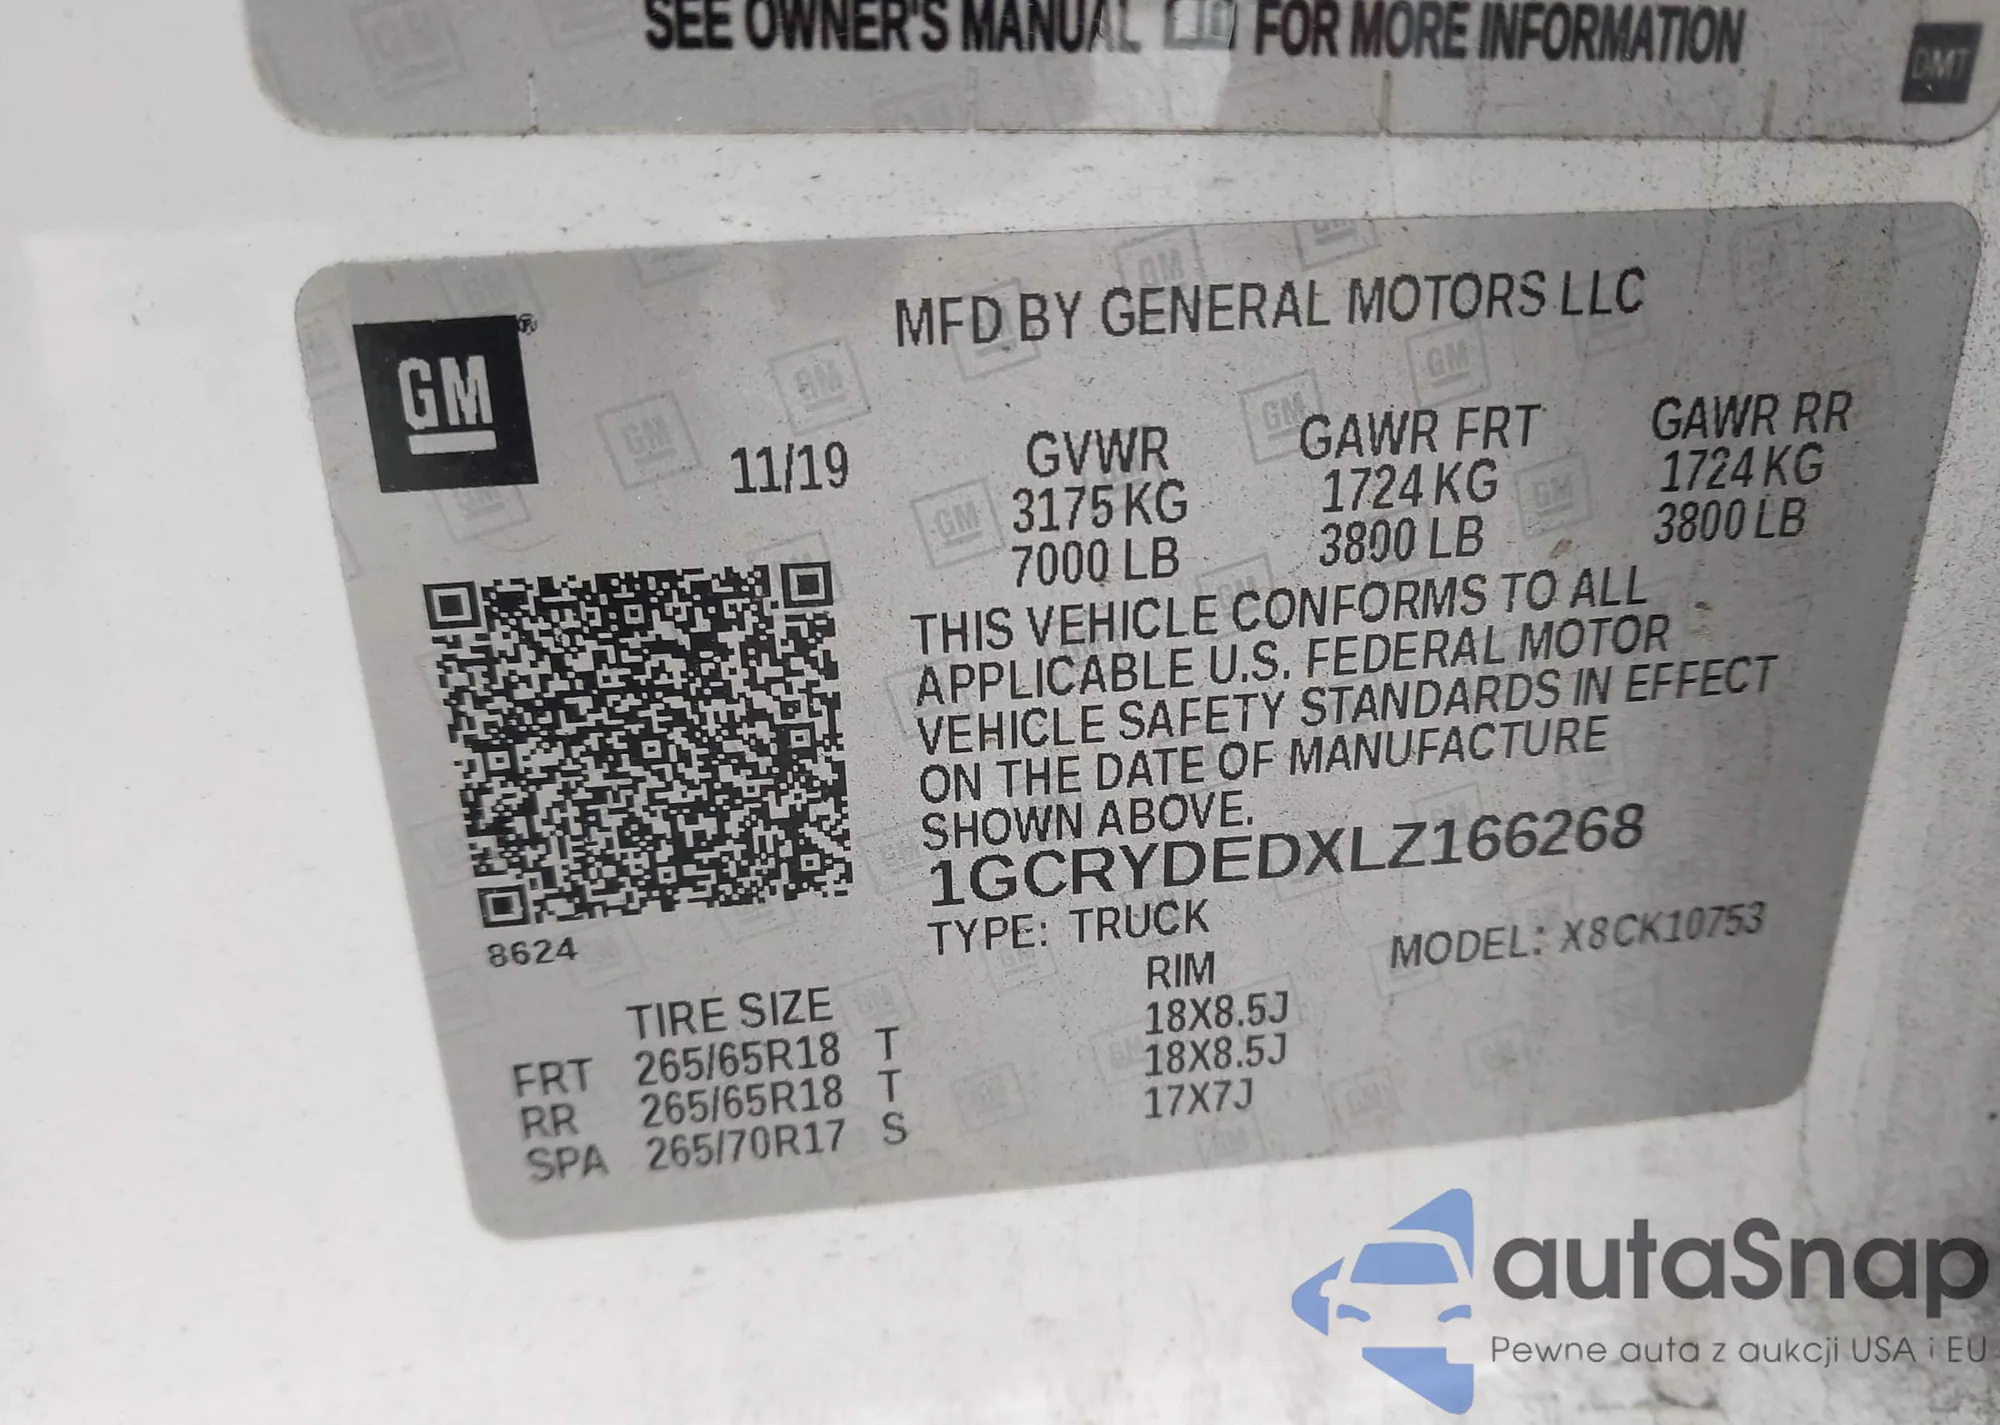 SEE OWNER'S MANUAL FOR MORE INFORMATION
DMT
GM®
MFD BY GENERAL MOTORS LLC
11/19
GVWR GAWR FRT GAWR RR
3175 KG 1724 KG 1724 KG
7000 LB 3800 LB 3800 LB
THIS VEHICLE CONFORMS TO ALL
APPLICABLE U.S. FEDERAL MOTOR
VEHICLE SAFETY STANDARDS IN EFFECT
ON THE DATE OF MANUFACTURE
SHOWN ABOVE.
1GCRYDEDXLZ166268
8624
TYPE: TRUCK MODEL: X8CK10753
TIRE SIZE RIM
FRT 265/65R18 T 18X8.5J
RR 265/65R18 T 18X8.5J
SPA 265/70R17 S 17X7J
autaSnap
Pewne auta z aukcji USA i EU